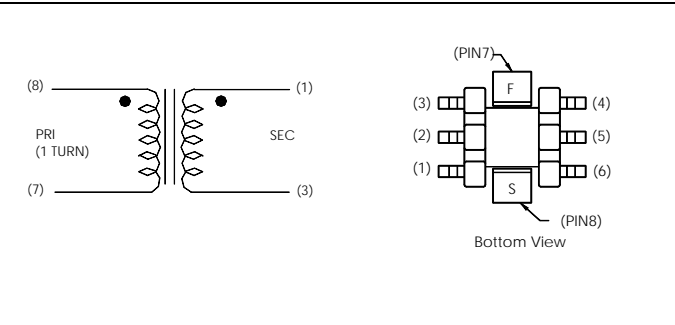 (8)
(1)
PRI
(1 TURN)
SEC
(7)
(3)
(PIN7)
F
(3)
(4)
(2)
(5)
(1)
(6)
S
(PIN8)
Bottom View